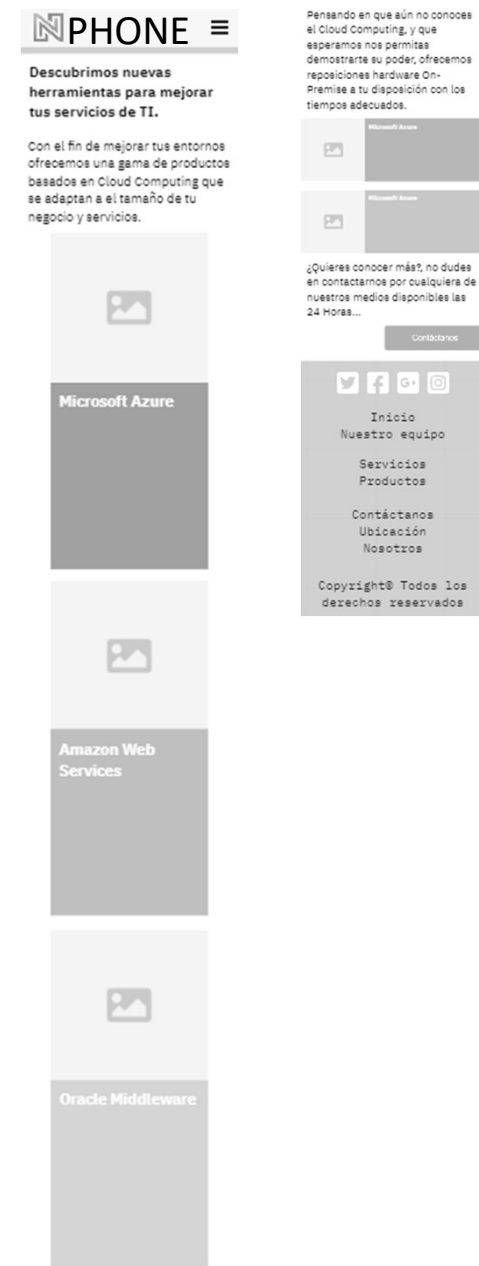 NPHONE
Descubrimos nuevas
herramientas para mejorar
tus servicios de TI.
Con el fin de mejorar tus entornos
ofrecemos una gama de productos
basados en Cloud Computing que
se adaptan a el tamaño de tu
negocio y servicios.
Microsoft Azure
Amazon Web
Services
Oracle Middleware
Pensando en que aún no conoces
el Cloud Computing, y que
esperamos nos permitas
demostrarte su poder, ofrecemos
reposiciones hardware On-
Premise a tu disposición con los
tiempos adecuados.
Microsoft Azure
Microsoft Azure
¿Quieres conocer más?, no dudes
en contactarnos por cualquiera de
nuestros medios disponibles las
24 Horas...
Contáctanos
G+
Inicio
Nuestro equipo
Servicios
Productos
Contáctanos
Ubicación
Nosotros
Copyright® Todos los
derechos reservados